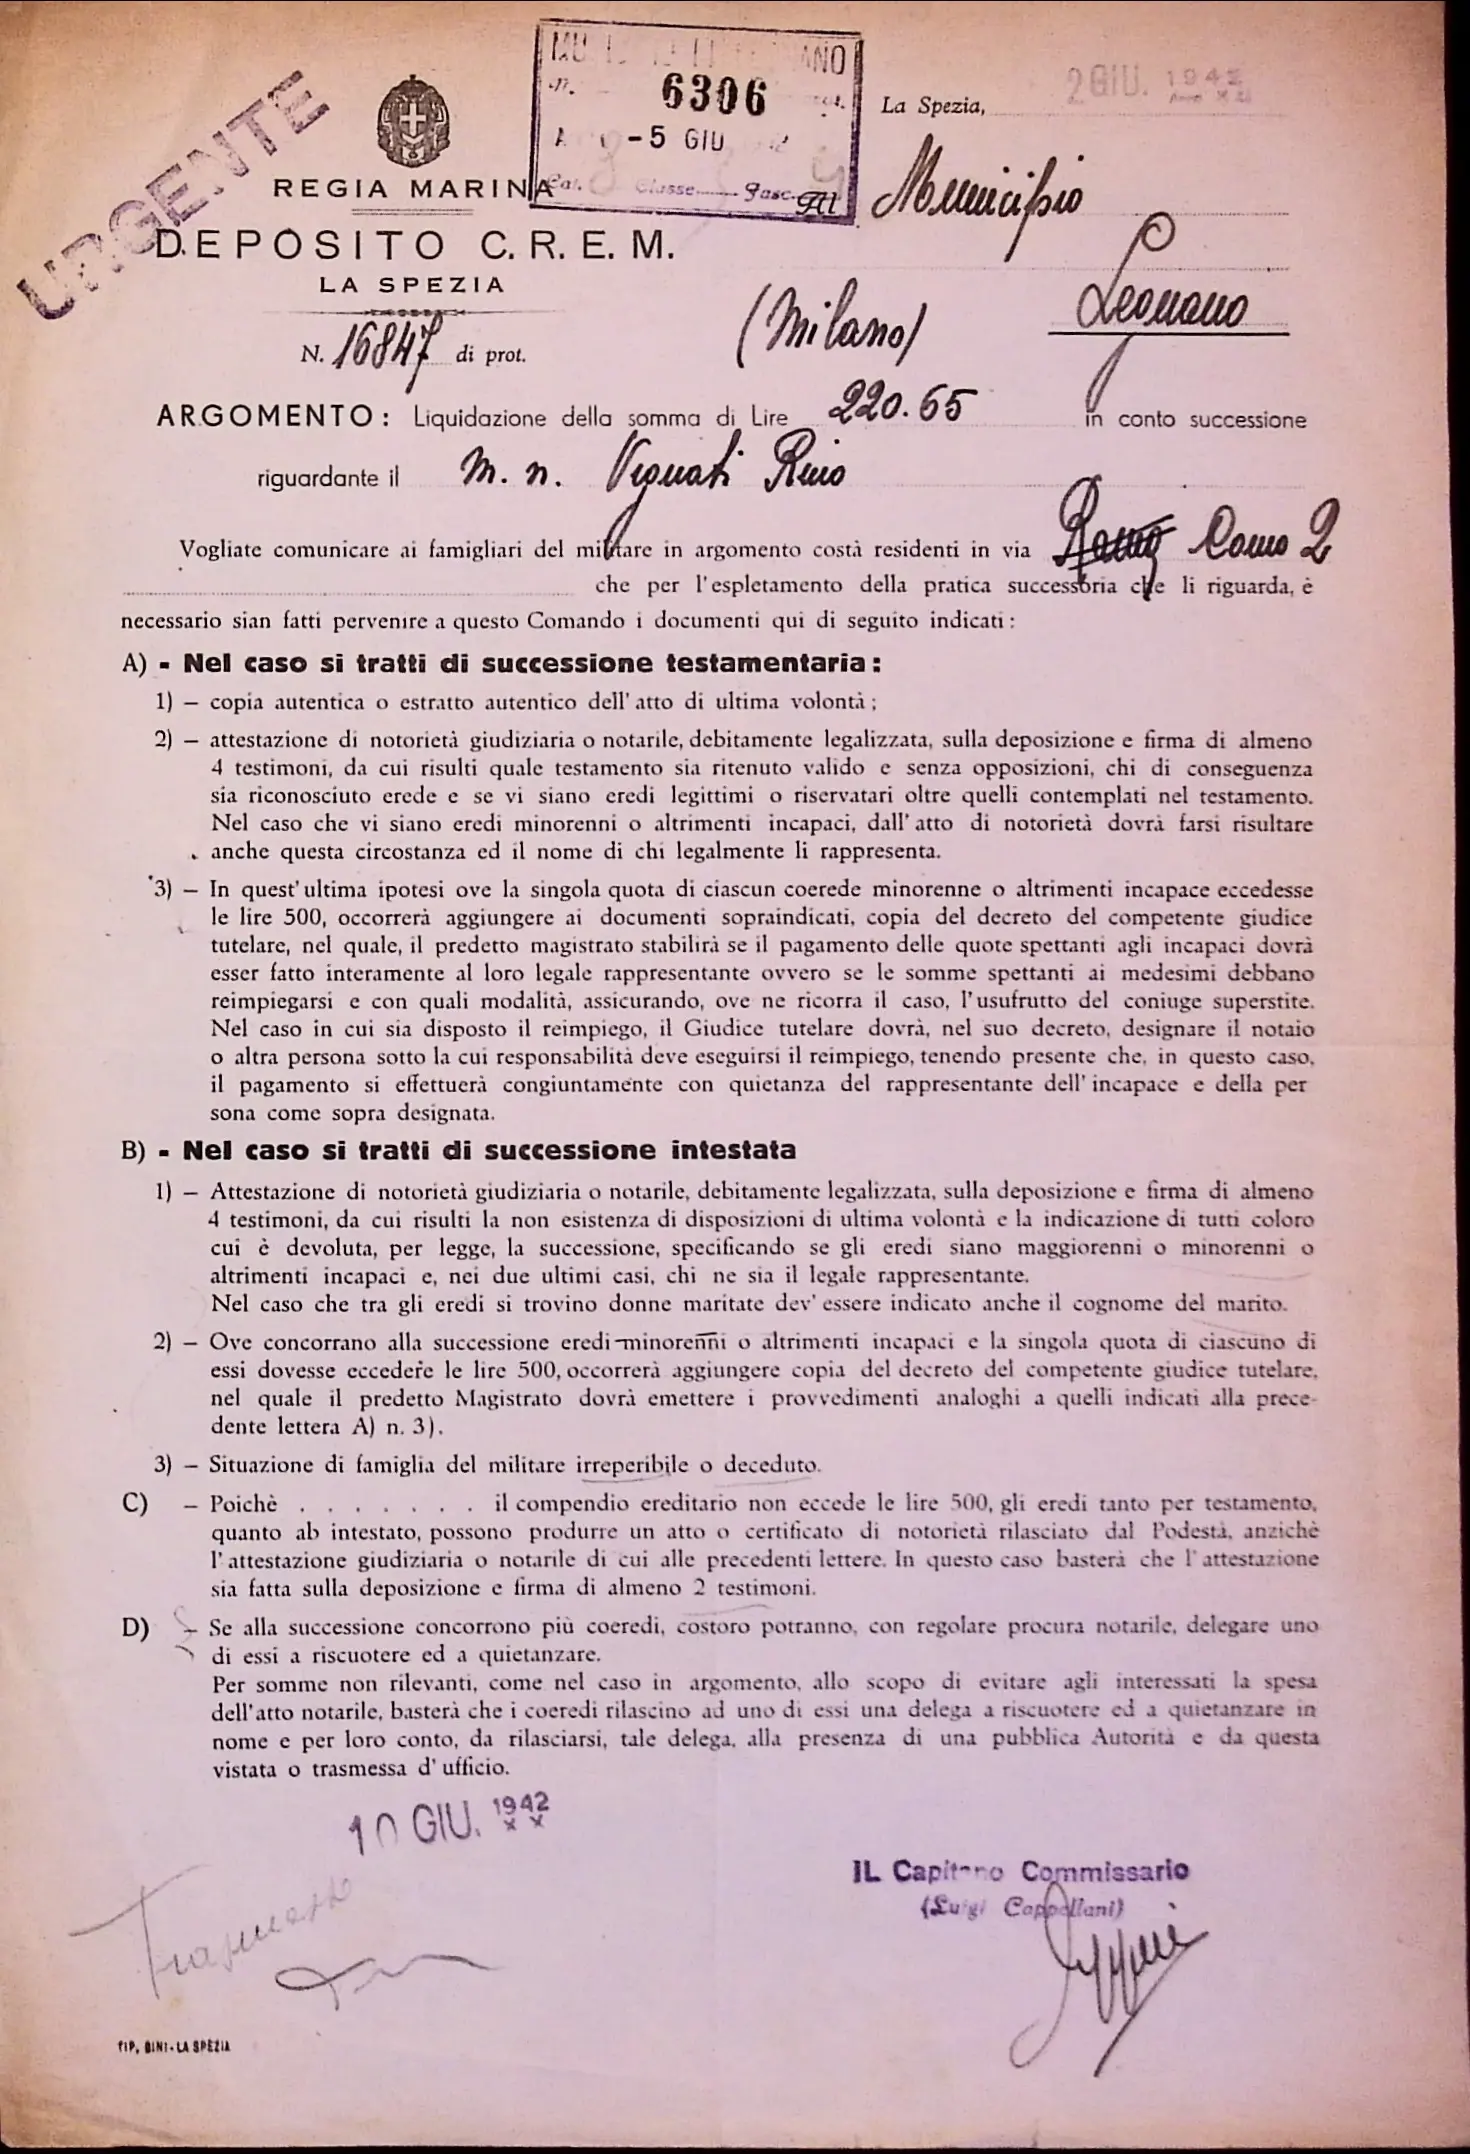 URGENTE
6306
-5 GIU
Cat. Classe Fasc.
La Spezia, 2 GIU. 1942
REGIA MARINA
DEPOSITO C. R. E. M.
LA SPEZIA
N. 16847 di prot.
Al Municipio
Legnano
(Milano)
ARGOMENTO: Liquidazione della somma di Lire 220.65 in conto successione
riguardante il M. n. Vignati Rino
Vogliate comunicare ai famigliari del militare in argomento costà residenti in via Roma Como 2
che per l'espletamento della pratica successoria che li riguarda, è
necessario sian fatti pervenire a questo Comando i documenti qui di seguito indicati:
A) - Nel caso si tratti di successione testamentaria:
1) — copia autentica o estratto autentico dell'atto di ultima volontà;
2) — attestazione di notorietà giudiziaria o notarile, debitamente legalizzata, sulla deposizione e firma di almeno
4 testimoni, da cui risulti quale testamento sia ritenuto valido e senza opposizioni, chi di conseguenza
sia riconosciuto erede e se vi siano eredi legittimi o riservatari oltre quelli contemplati nel testamento.
Nel caso che vi siano eredi minorenni o altrimenti incapaci, dall'atto di notorietà dovrà farsi risultare
anche questa circostanza ed il nome di chi legalmente li rappresenta.
3) — In quest'ultima ipotesi ove la singola quota di ciascun coerede minorenne o altrimenti incapace eccedesse
le lire 500, occorrerà aggiungere ai documenti sopraindicati, copia del decreto del competente giudice
tutelare, nel quale, il predetto magistrato stabilirà se il pagamento delle quote spettanti agli incapaci dovrà
esser fatto interamente al loro legale rappresentante ovvero se le somme spettanti ai medesimi debbano
reimpiegarsi e con quali modalità, assicurando, ove ne ricorra il caso, l'usufrutto del coniuge superstite.
Nel caso in cui sia disposto il reimpiego, il Giudice tutelare dovrà, nel suo decreto, designare il notaio
o altra persona sotto la cui responsabilità deve eseguirsi il reimpiego, tenendo presente che, in questo caso,
il pagamento si effettuerà congiuntamente con quietanza del rappresentante dell'incapace e della per
sona come sopra designata.
B) - Nel caso si tratti di successione intestata
1) — Attestazione di notorietà giudiziaria o notarile, debitamente legalizzata, sulla deposizione e firma di almeno
4 testimoni, da cui risulti la non esistenza di disposizioni di ultima volontà e la indicazione di tutti coloro
cui è devoluta, per legge, la successione, specificando se gli eredi siano maggiorenni o minorenni o
altrimenti incapaci e, nei due ultimi casi, chi ne sia il legale rappresentante.
Nel caso che tra gli eredi si trovino donne maritate dev'essere indicato anche il cognome del marito.
2) — Ove concorrano alla successione eredi minorenni o altrimenti incapaci e la singola quota di ciascuno di
essi dovesse eccedere le lire 500, occorrerà aggiungere copia del decreto del competente giudice tutelare,
nel quale il predetto Magistrato dovrà emettere i provvedimenti analoghi a quelli indicati alla prece-
dente lettera A) n. 3).
3) — Situazione di famiglia del militare irreperibile o deceduto.
C) — Poichè . . . . . . . il compendio ereditario non eccede le lire 500, gli eredi tanto per testamento,
quanto ab intestato, possono produrre un atto o certificato di notorietà rilasciato dal Podestà, anzichè
l'attestazione giudiziaria o notarile di cui alle precedenti lettere. In questo caso basterà che l'attestazione
sia fatta sulla deposizione e firma di almeno 2 testimoni.
D) — Se alla successione concorrono più coeredi, costoro potranno, con regolare procura notarile, delegare uno
di essi a riscuotere ed a quietanzare.
Per somme non rilevanti, come nel caso in argomento, allo scopo di evitare agli interessati la spesa
dell'atto notarile, basterà che i coeredi rilascino ad uno di essi una delega a riscuotere ed a quietanzare in
nome e per loro conto, da rilasciarsi, tale delega, alla presenza di una pubblica Autorità e da questa
vistata o trasmessa d'ufficio.
10 GIU. 1942
XX
IL Capitano Commissario
(Luigi Cappellani)
TIP. BINI - LA SPEZIA